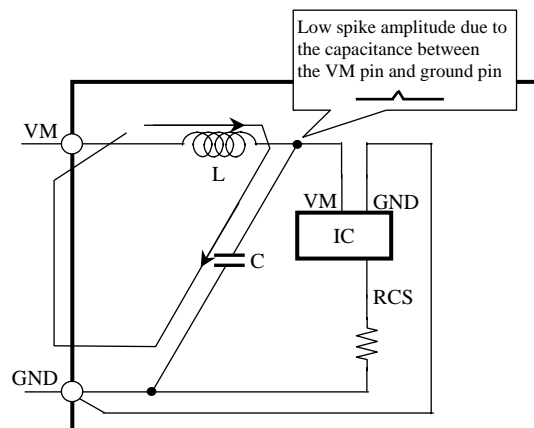 Low spike amplitude due to
the capacitance between
the VM pin and ground pin
VM
L
VM
GND
IC
C
RCS
GND